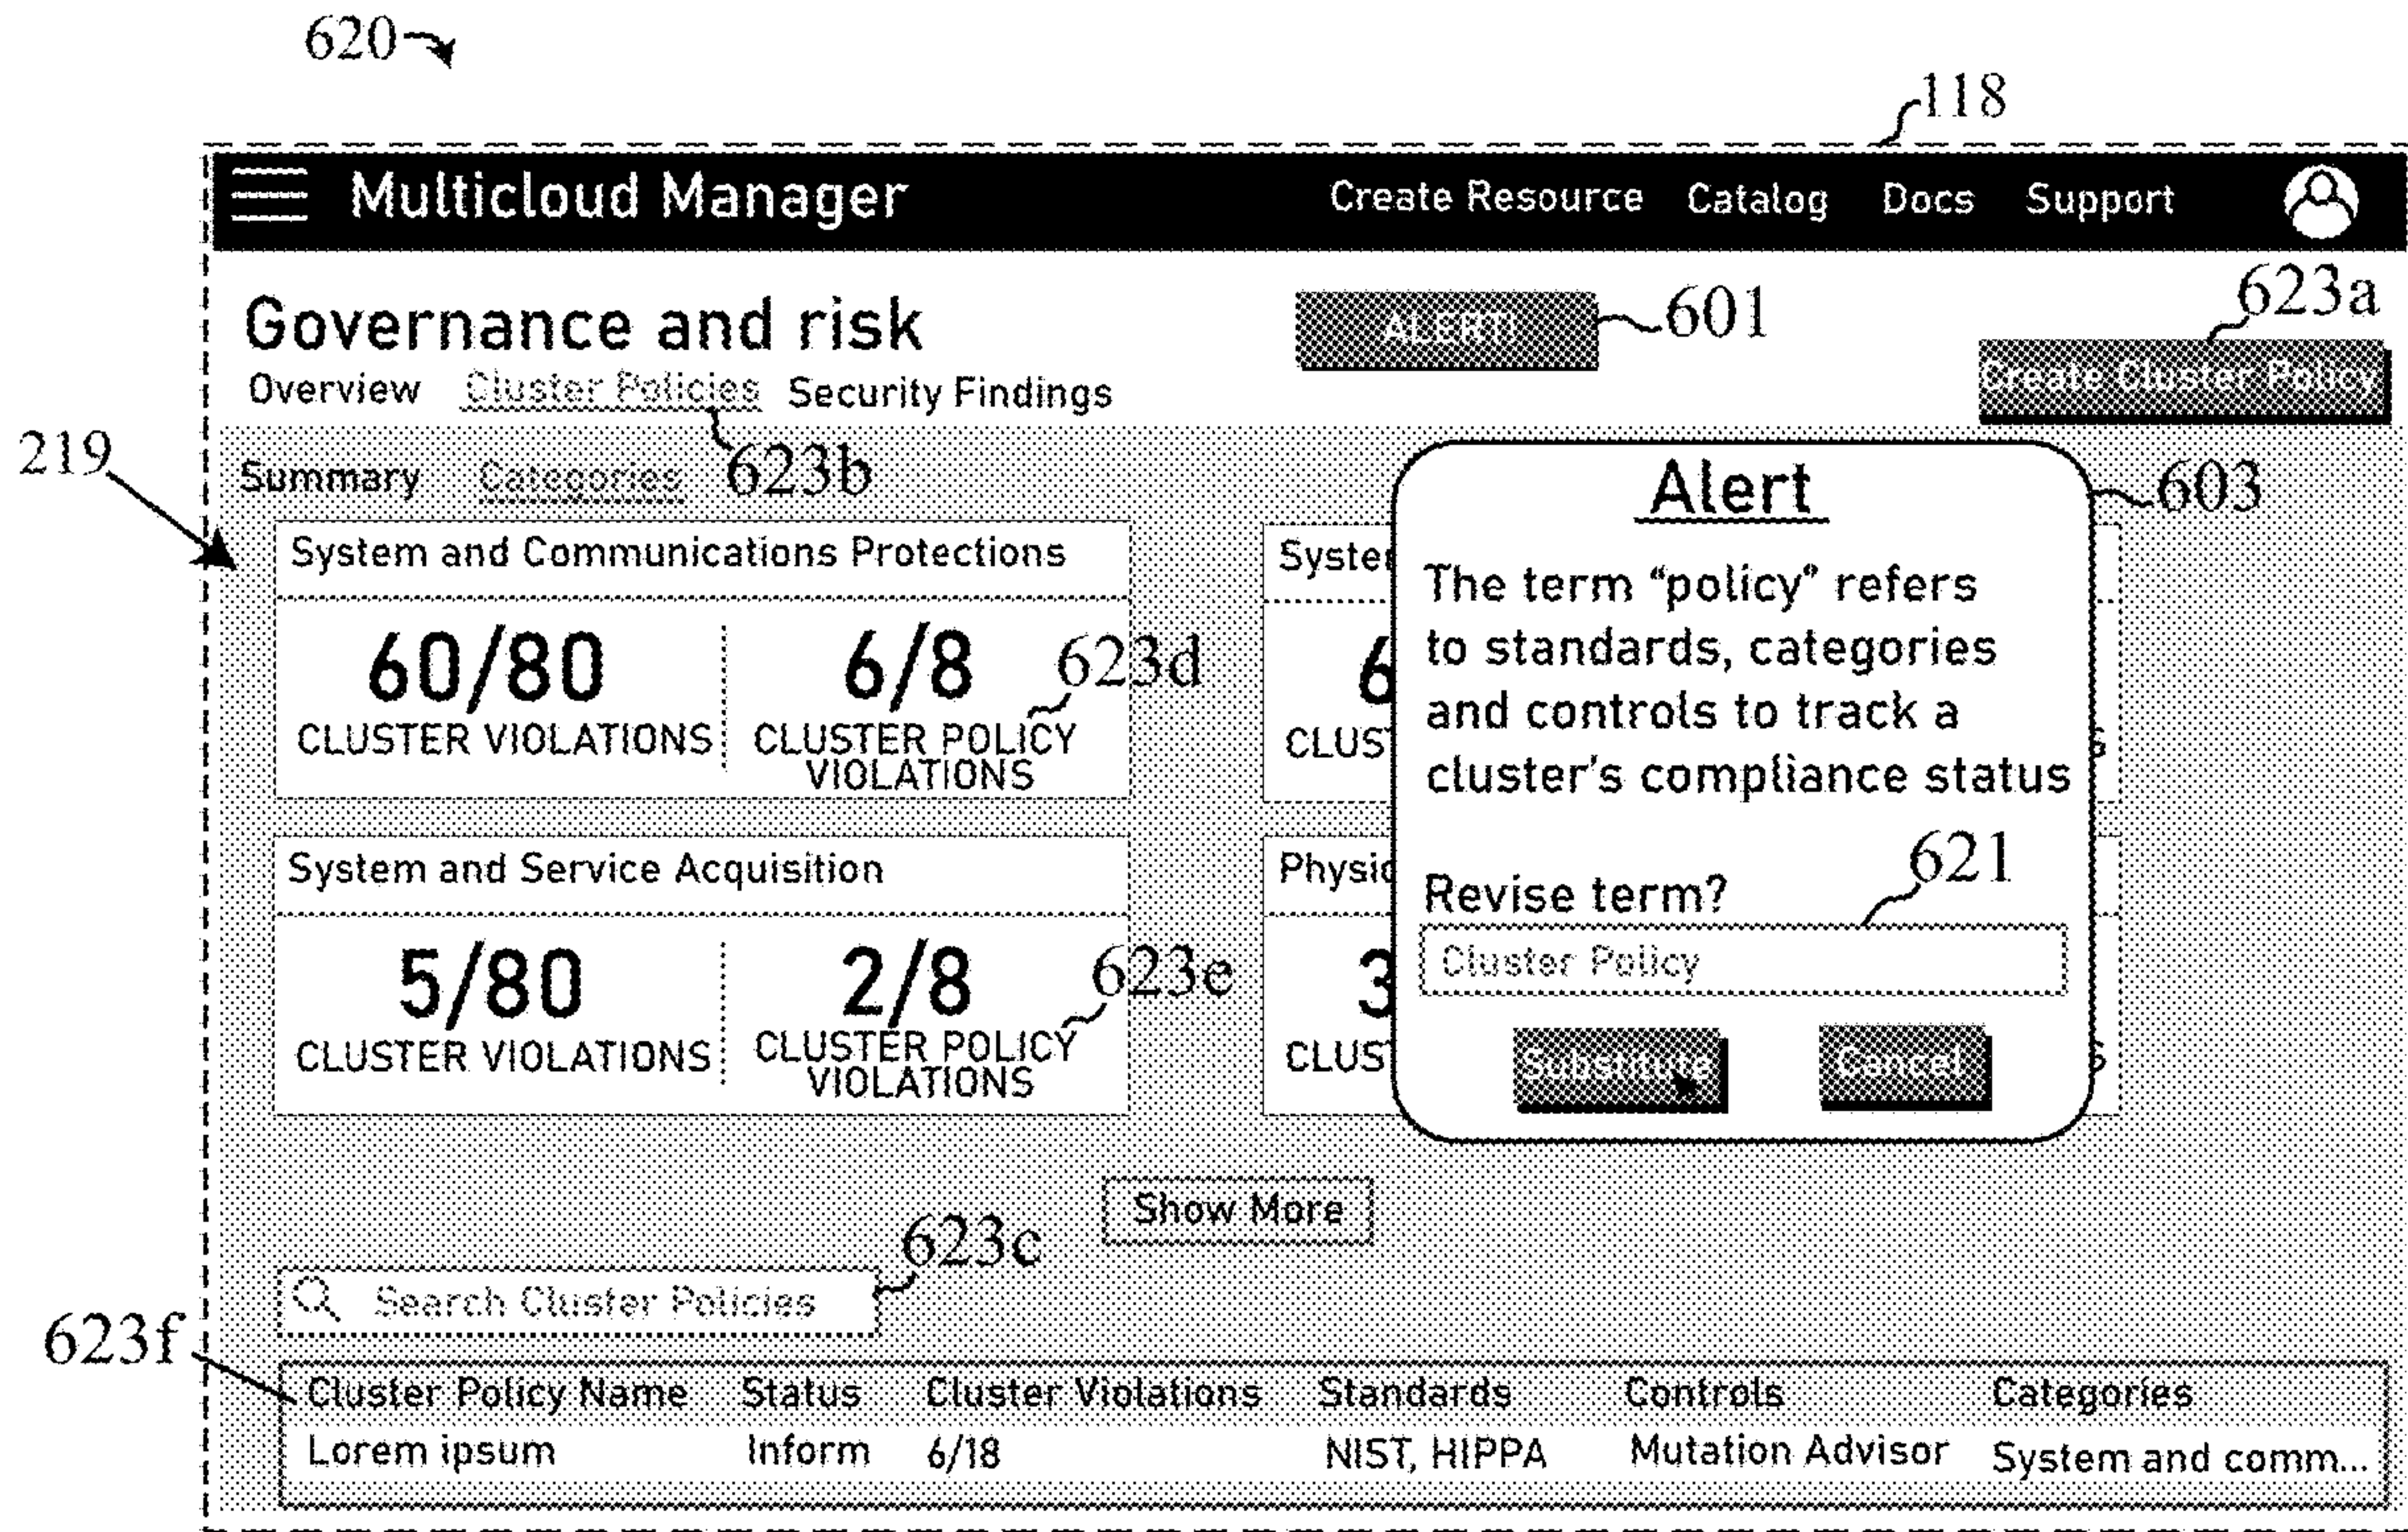 620
118
Multicloud Manager Create Resource Catalog Docs Support
Governance and risk
ALERT! 601
623a
Create Cluster Policy
Overview Cluster Policies Security Findings
219
Summary Categories 623b
Alert
603
System and Communications Protections
60/80 6/8 623d
CLUSTER VIOLATIONS CLUSTER POLICY
VIOLATIONS
System and Service Acquisition
5/80 2/8 623e
CLUSTER VIOLATIONS CLUSTER POLICY
VIOLATIONS
Syste
6
CLUST
S
Physic
3
CLUST
S
The term “policy” refers
to standards, categories
and controls to track a
cluster's compliance status
621
Revise term?
Cluster Policy
Substitute Cancel
Show More
623c
Search Cluster Policies
623f
Cluster Policy Name Status Cluster Violations Standards Controls Categories
Lorem ipsum Inform 6/18 NIST, HIPPA Mutation Advisor System and comm...